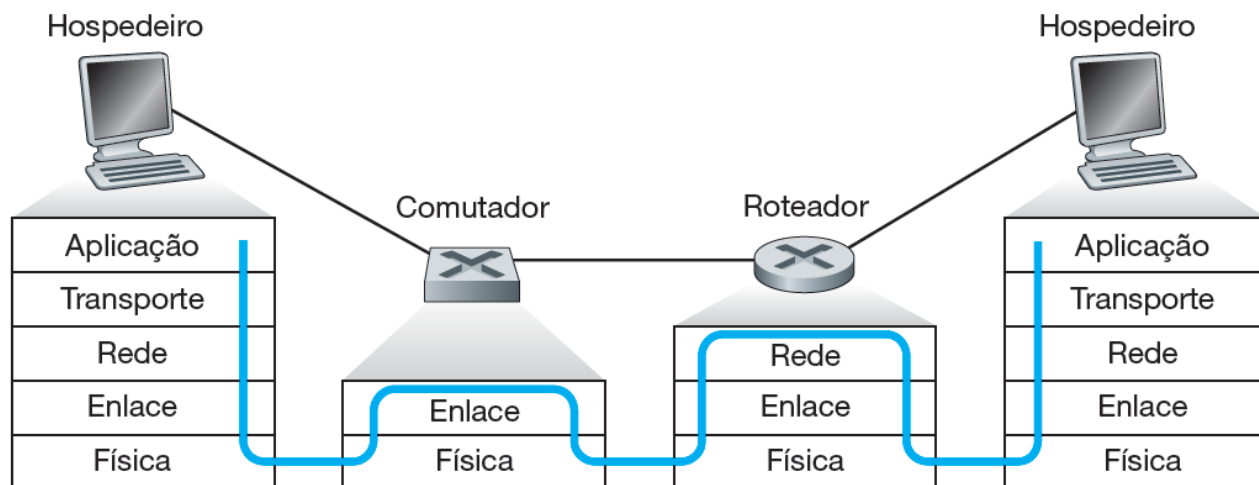 Hospedeiro
Hospedeiro
Comutador
Roteador
Aplicação
Transporte
Rede
Enlace
Física
Enlace
Física
Rede
Enlace
Física
Aplicação
Transporte
Rede
Enlace
Física